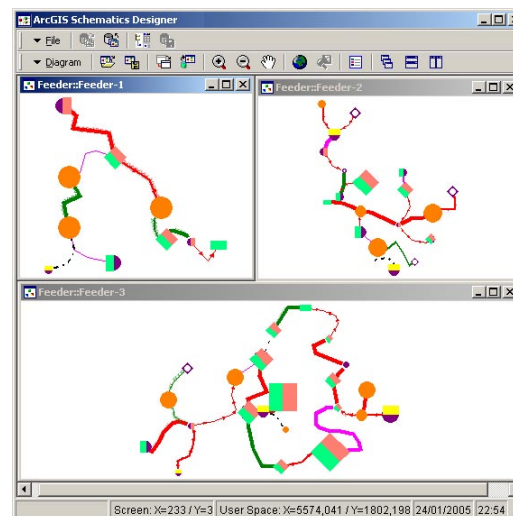 ArcGIS Schematics Designer
File
Diagram
Feeder::Feeder-1
Feeder::Feeder-2
Feeder::Feeder-3
Screen: X=233 / Y=3 User Space: X=5574,041 / Y=1802,198 24/01/2005 22:54